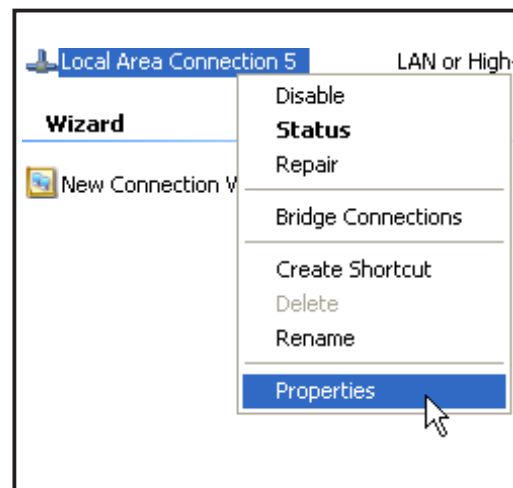 Local Area Connection 5 LAN or High-
Disable
Wizard
Status
Repair
New Connection W
Bridge Connections
Create Shortcut
Delete
Rename
Properties